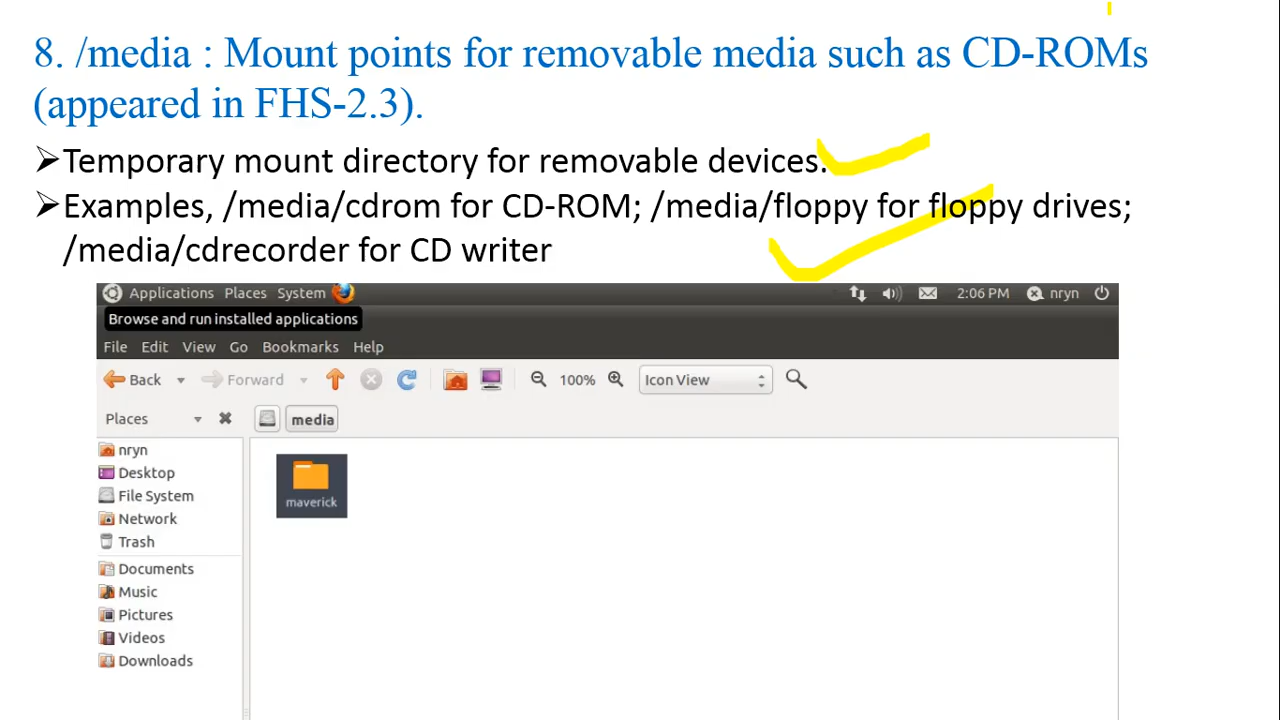 8. /media : Mount points for removable media such as CD-ROMs
(appeared in FHS-2.3).
➢Temporary mount directory for removable devices.
➢Examples, /media/cdrom for CD-ROM; /media/floppy for floppy drives;
/media/cdrecorder for CD writer
Applications Places System 2:06 PM nryn
Browse and run installed applications
File Edit View Go Bookmarks Help
Back Forward 100% Icon View
Places media
maverick
nryn
Desktop
File System
Network
Trash
Documents
Music
Pictures
Videos
Downloads